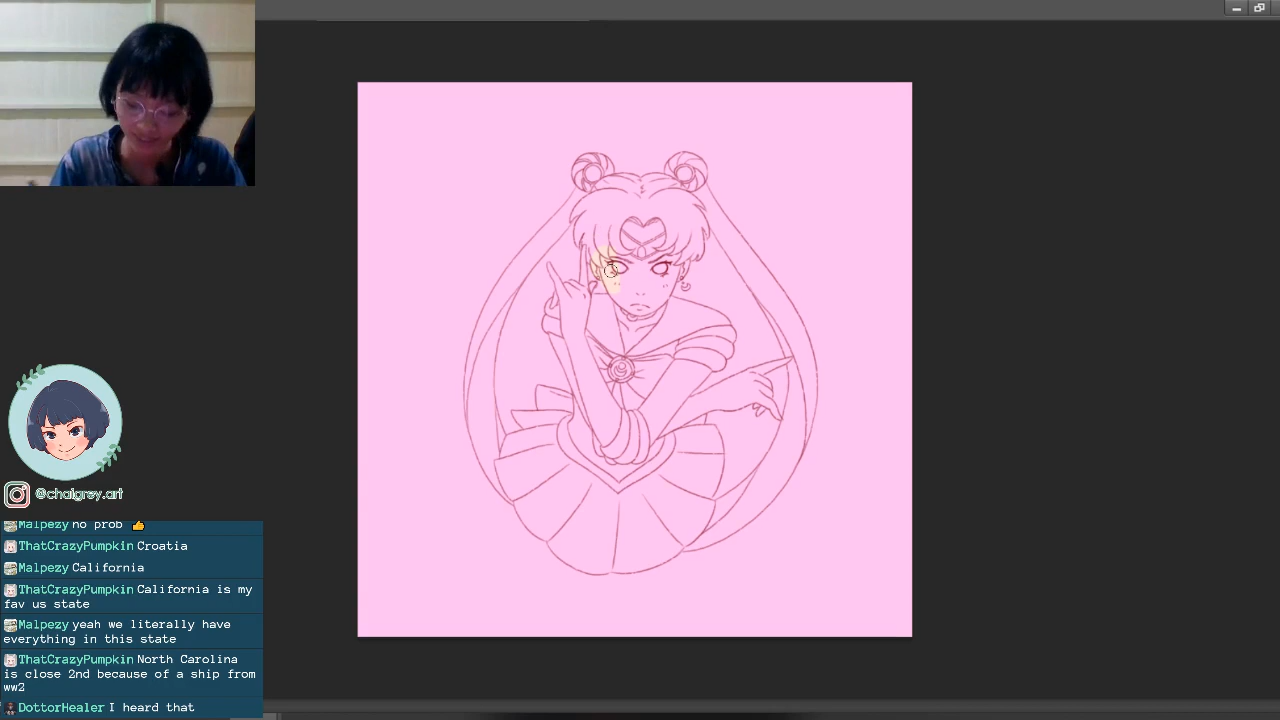 @chaigrey.art
Malpezy no prob 👍
ThatCrazyPumpkin Croatia
Malpezy California
ThatCrazyPumpkin California is my
fav us state
Malpezy yeah we literally have
everything in this state
ThatCrazyPumpkin North Carolina
is close 2nd because of a ship from
ww2
DottorHealer I heard that